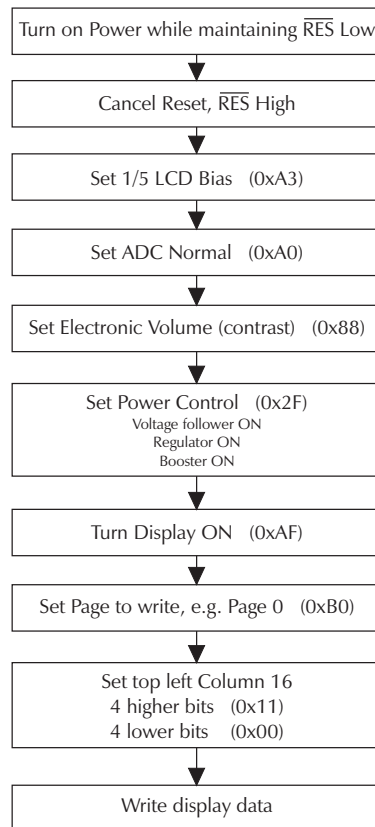 Turn on Power while maintaining R̅E̅S̅ Low
Cancel Reset, R̅E̅S̅ High
Set 1/5 LCD Bias (0xA3)
Set ADC Normal (0xA0)
Set Electronic Volume (contrast) (0x88)
Set Power Control (0x2F)
Voltage follower ON
Regulator ON
Booster ON
Turn Display ON (0xAF)
Set Page to write, e.g. Page 0 (0xB0)
Set top left Column 16
4 higher bits (0x11)
4 lower bits (0x00)
Write display data